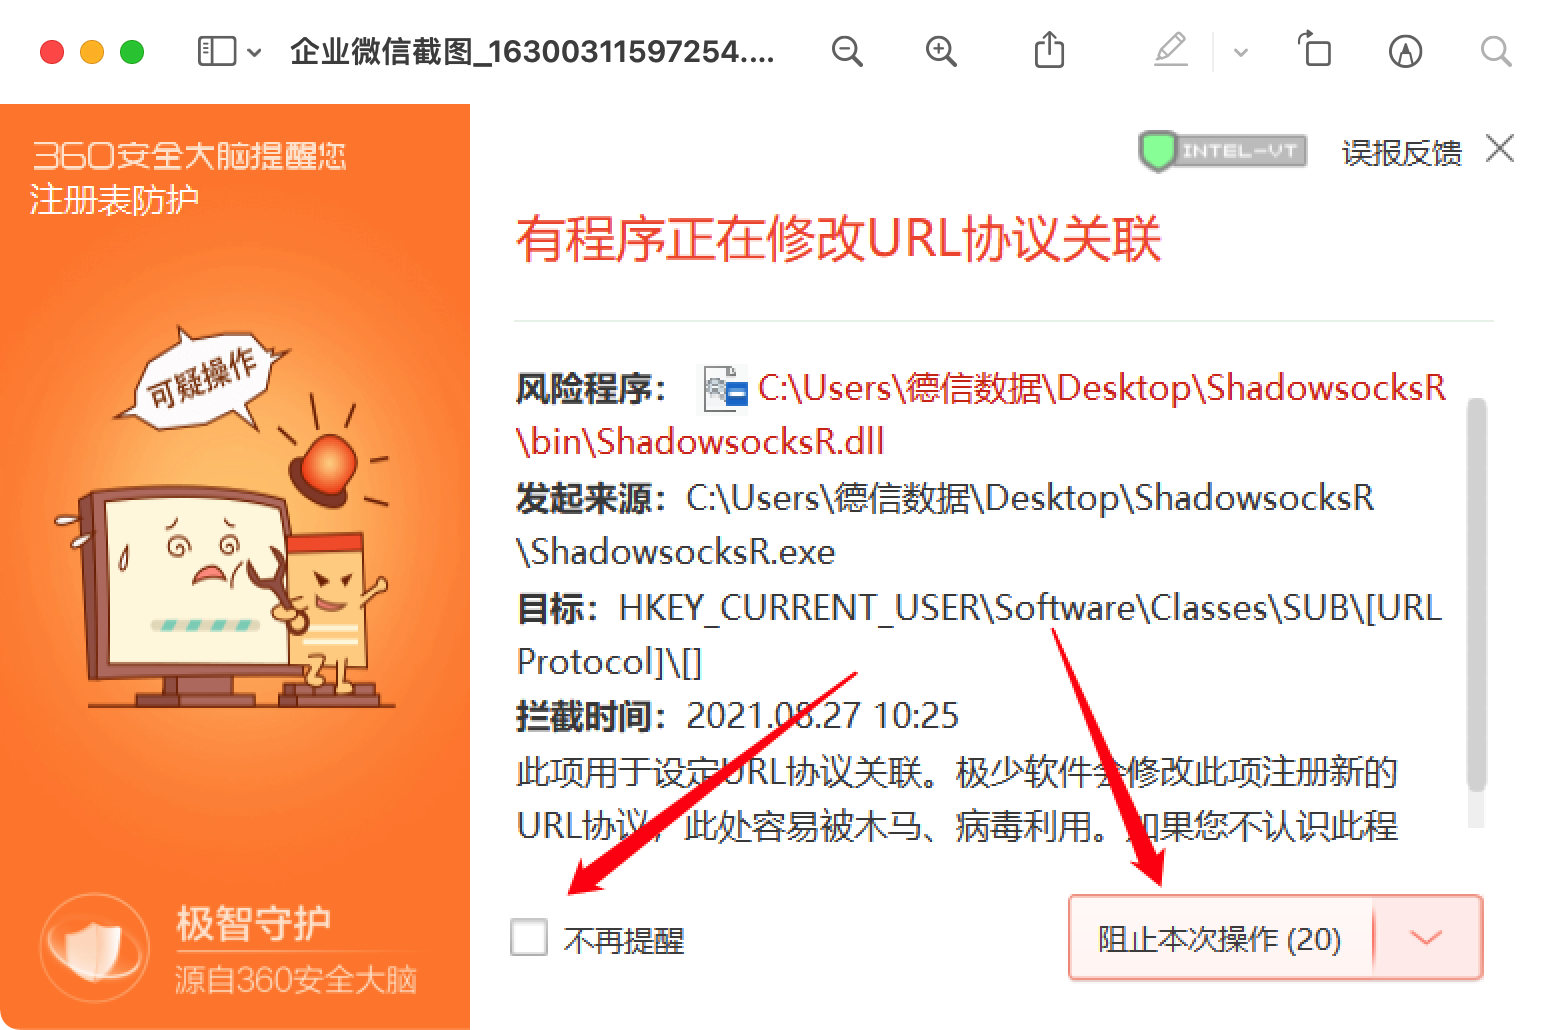 企业微信截图_16300311597254....
360安全大脑提醒您
注册表防护
INTEL-VT
误报反馈
有程序正在修改URL协议关联
可疑操作
风险程序： C:\Users\德信数据\Desktop\ShadowsocksR
\bin\ShadowsocksR.dll
发起来源：C:\Users\德信数据\Desktop\ShadowsocksR
\ShadowsocksR.exe
目标：HKEY_CURRENT_USER\Software\Classes\SUB\[URL
Protocol]\[]
拦截时间：2021.08.27 10:25
此项用于设定URL协议关联。极少软件会修改此项注册新的
URL协议，此处容易被木马、病毒利用。如果您不认识此程
极智守护
源自360安全大脑
不再提醒
阻止本次操作 (20)